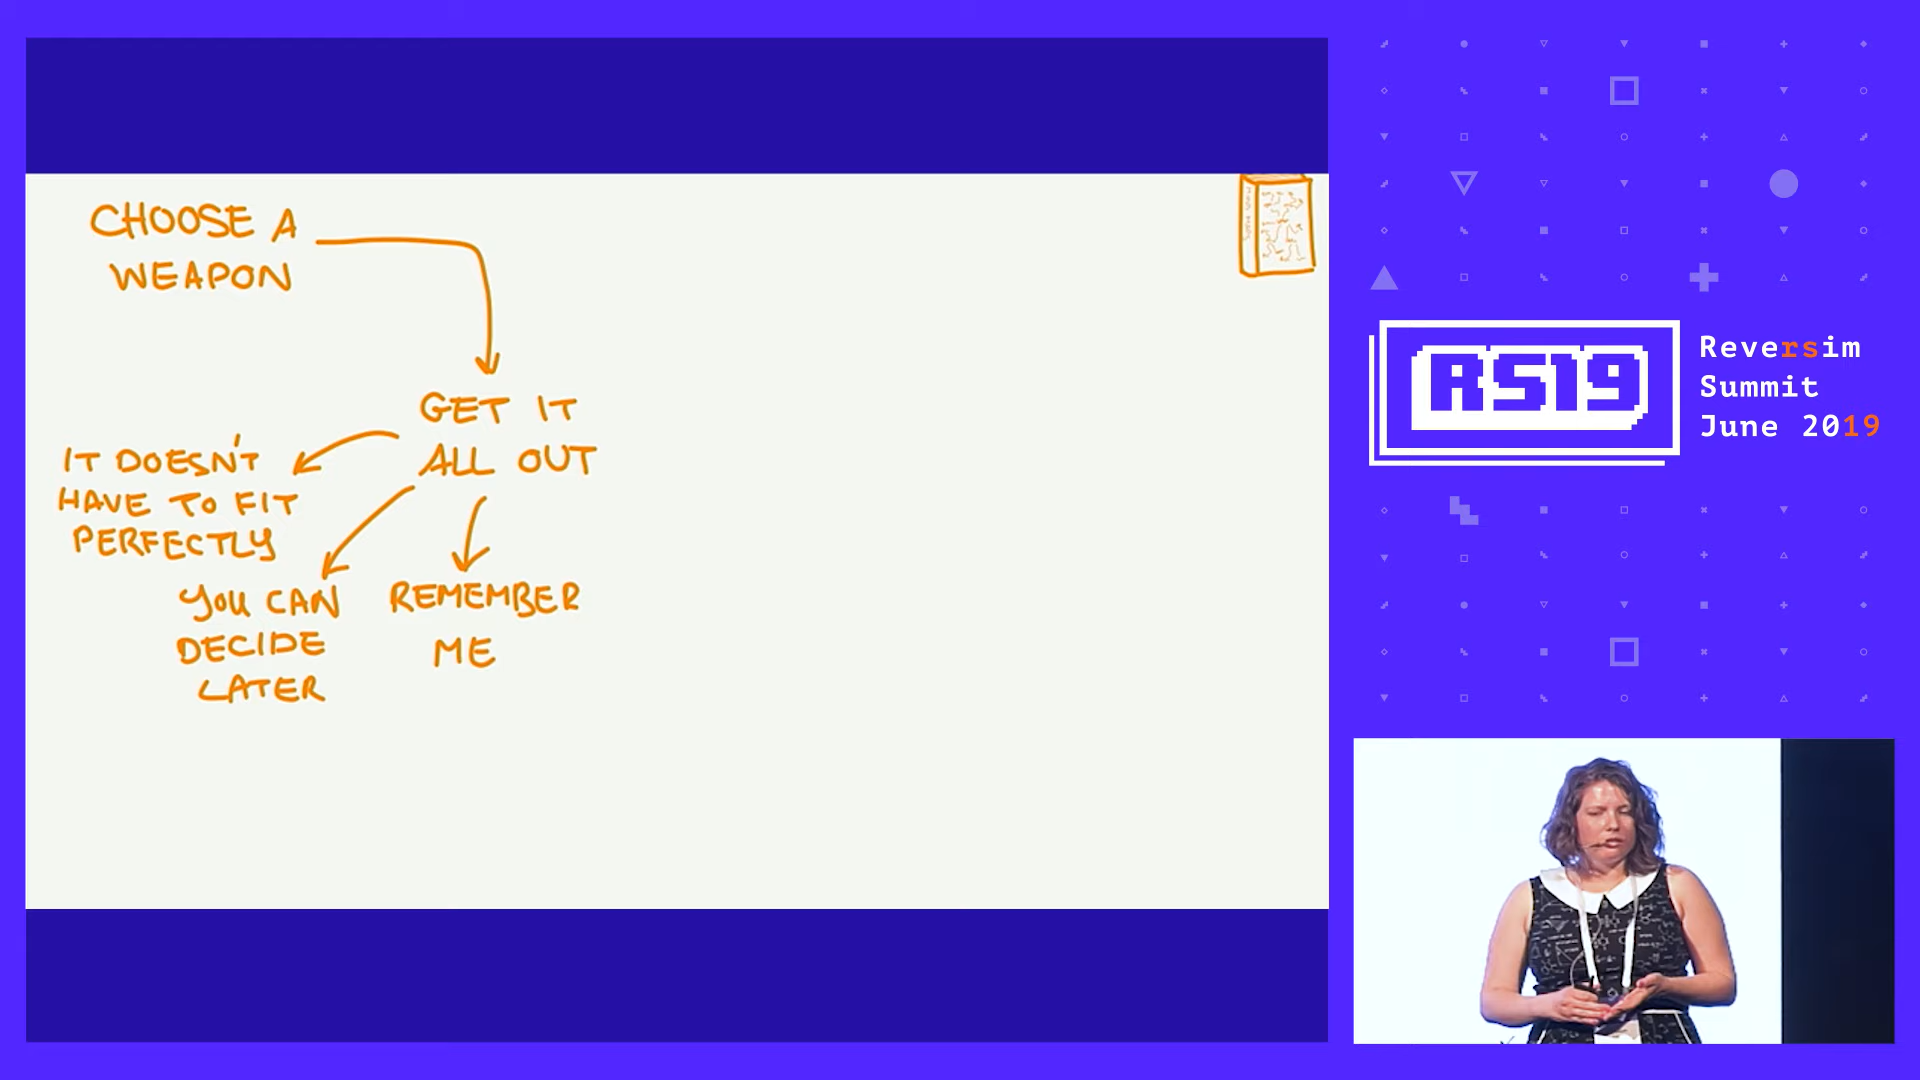 CHOOSE A
WEAPON
GET IT
ALL OUT
IT DOESN'T
HAVE TO FIT
PERFECTLY
YOU CAN
DECIDE
LATER
REMEMBER
ME
RS19
Reversim
Summit
June 2019